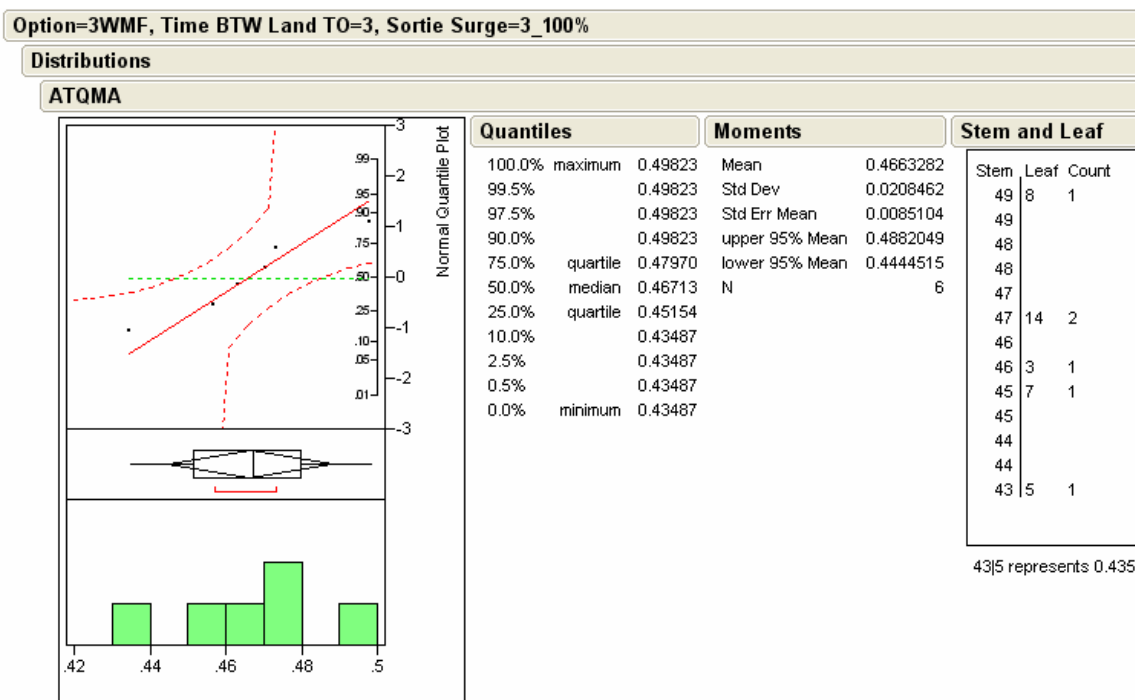 Option=3WMF, Time BTW Land TO=3, Sortie Surge=3_100%
Distributions
ATQMA
3
2
1
0
-1
-2
-3
.99
.95
.90
.75
.50
.25
.10
.05
.01
Normal Quantile Plot
.42 .44 .46 .48 .5
Quantiles
100.0% maximum 0.49823
99.5% 0.49823
97.5% 0.49823
90.0% 0.49823
75.0% quartile 0.47970
50.0% median 0.46713
25.0% quartile 0.45154
10.0% 0.43487
2.5% 0.43487
0.5% 0.43487
0.0% minimum 0.43487
Moments
Mean 0.4663282
Std Dev 0.0208462
Std Err Mean 0.0085104
upper 95% Mean 0.4882049
lower 95% Mean 0.4444515
N 6
Stem and Leaf
Stem Leaf Count
49 8 1
49
48
48
47
47 14 2
46
46 3 1
45 7 1
45
44
44
43 5 1
43|5 represents 0.435